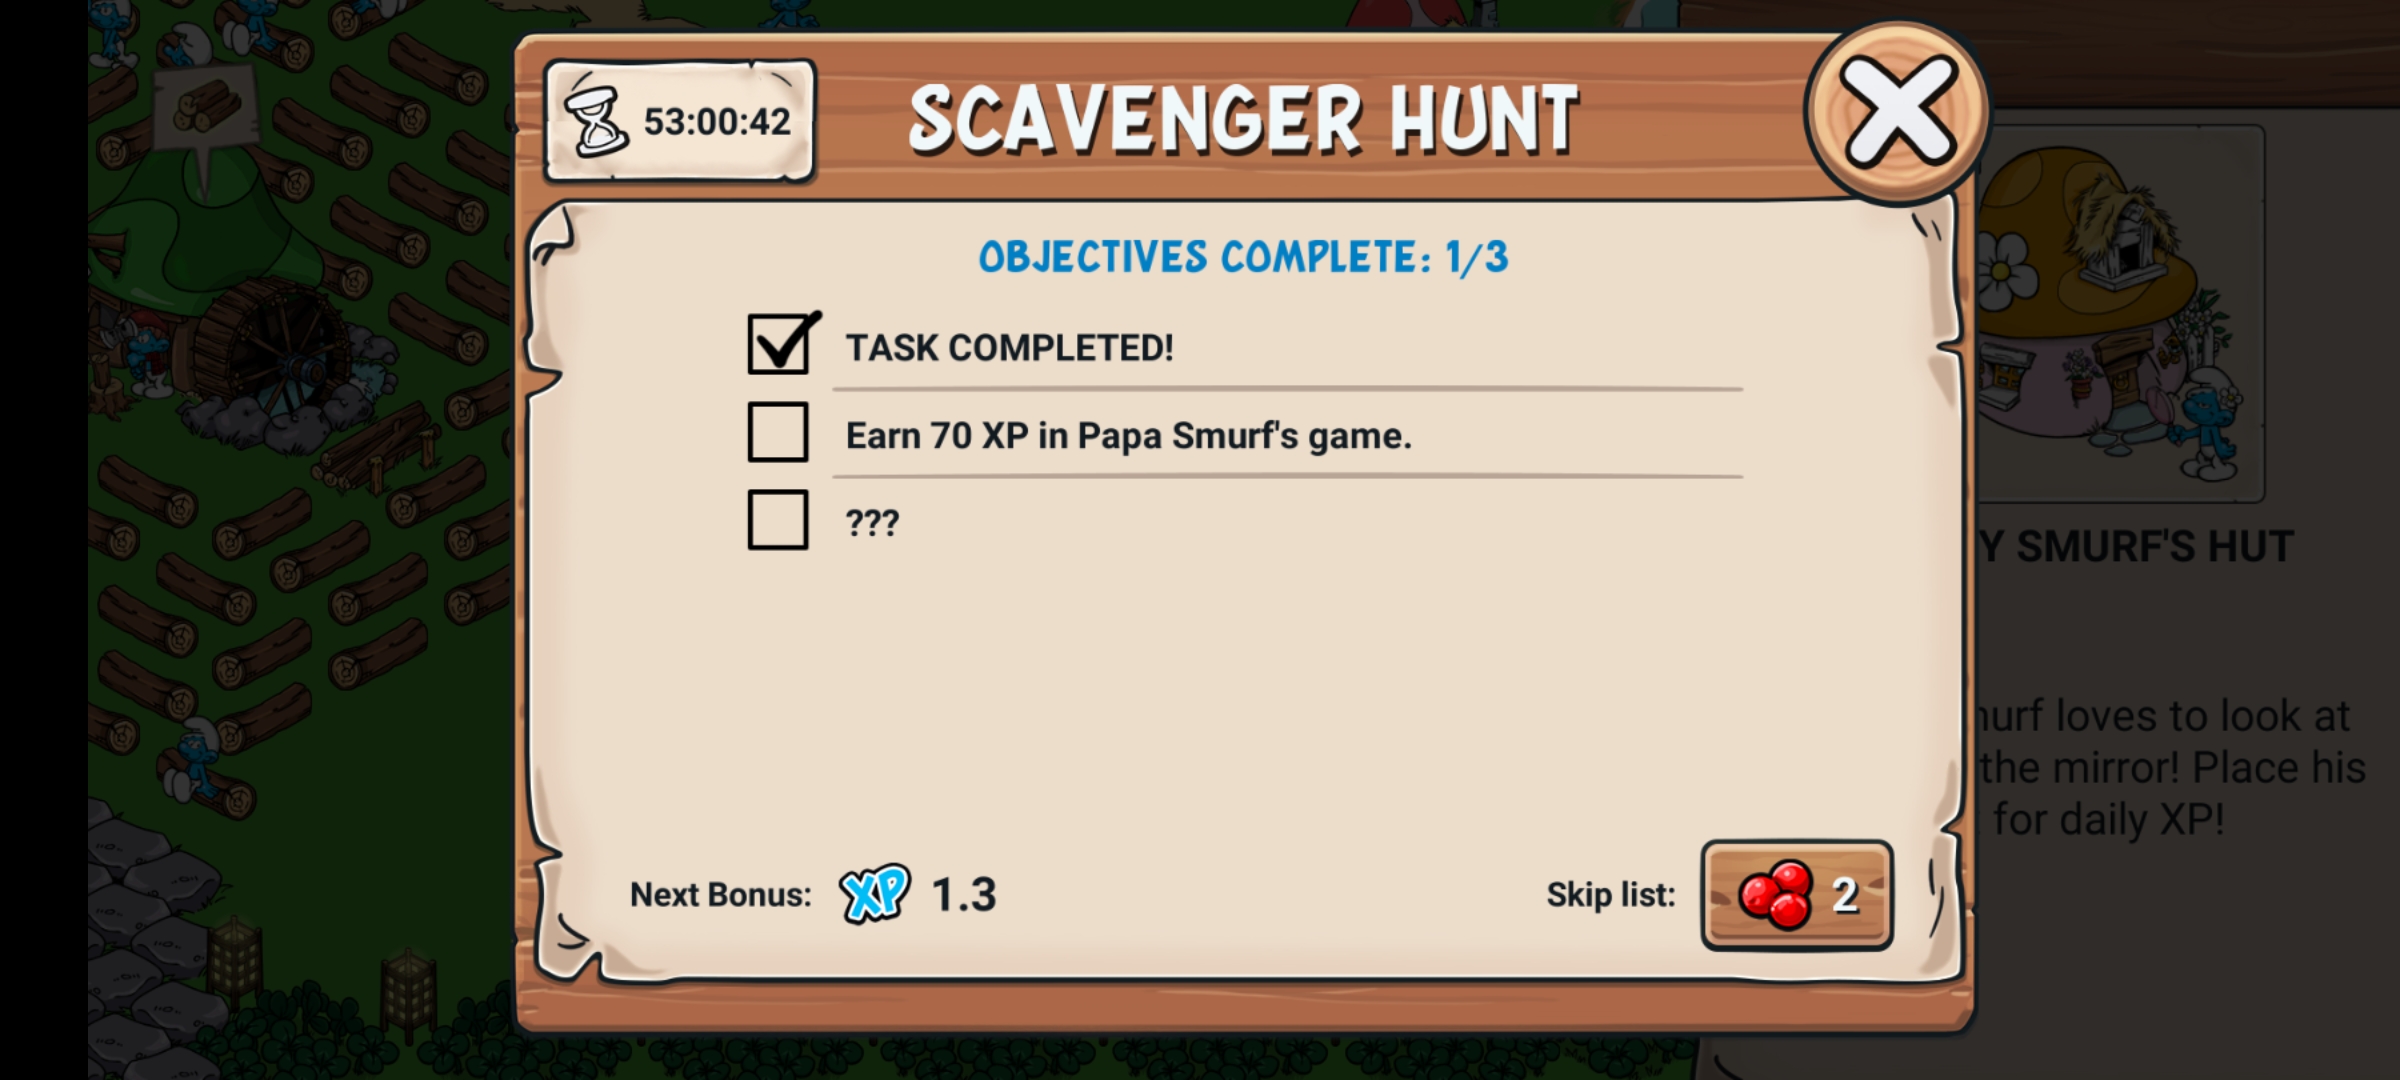 53:00:42
SCAVENGER HUNT
OBJECTIVES COMPLETE: 1/3
TASK COMPLETED!
Earn 70 XP in Papa Smurf's game.
???
Next Bonus: XP 1.3
Skip list: 2
SMURF'S HUT
loves to look at
the mirror! Place his
for daily XP!